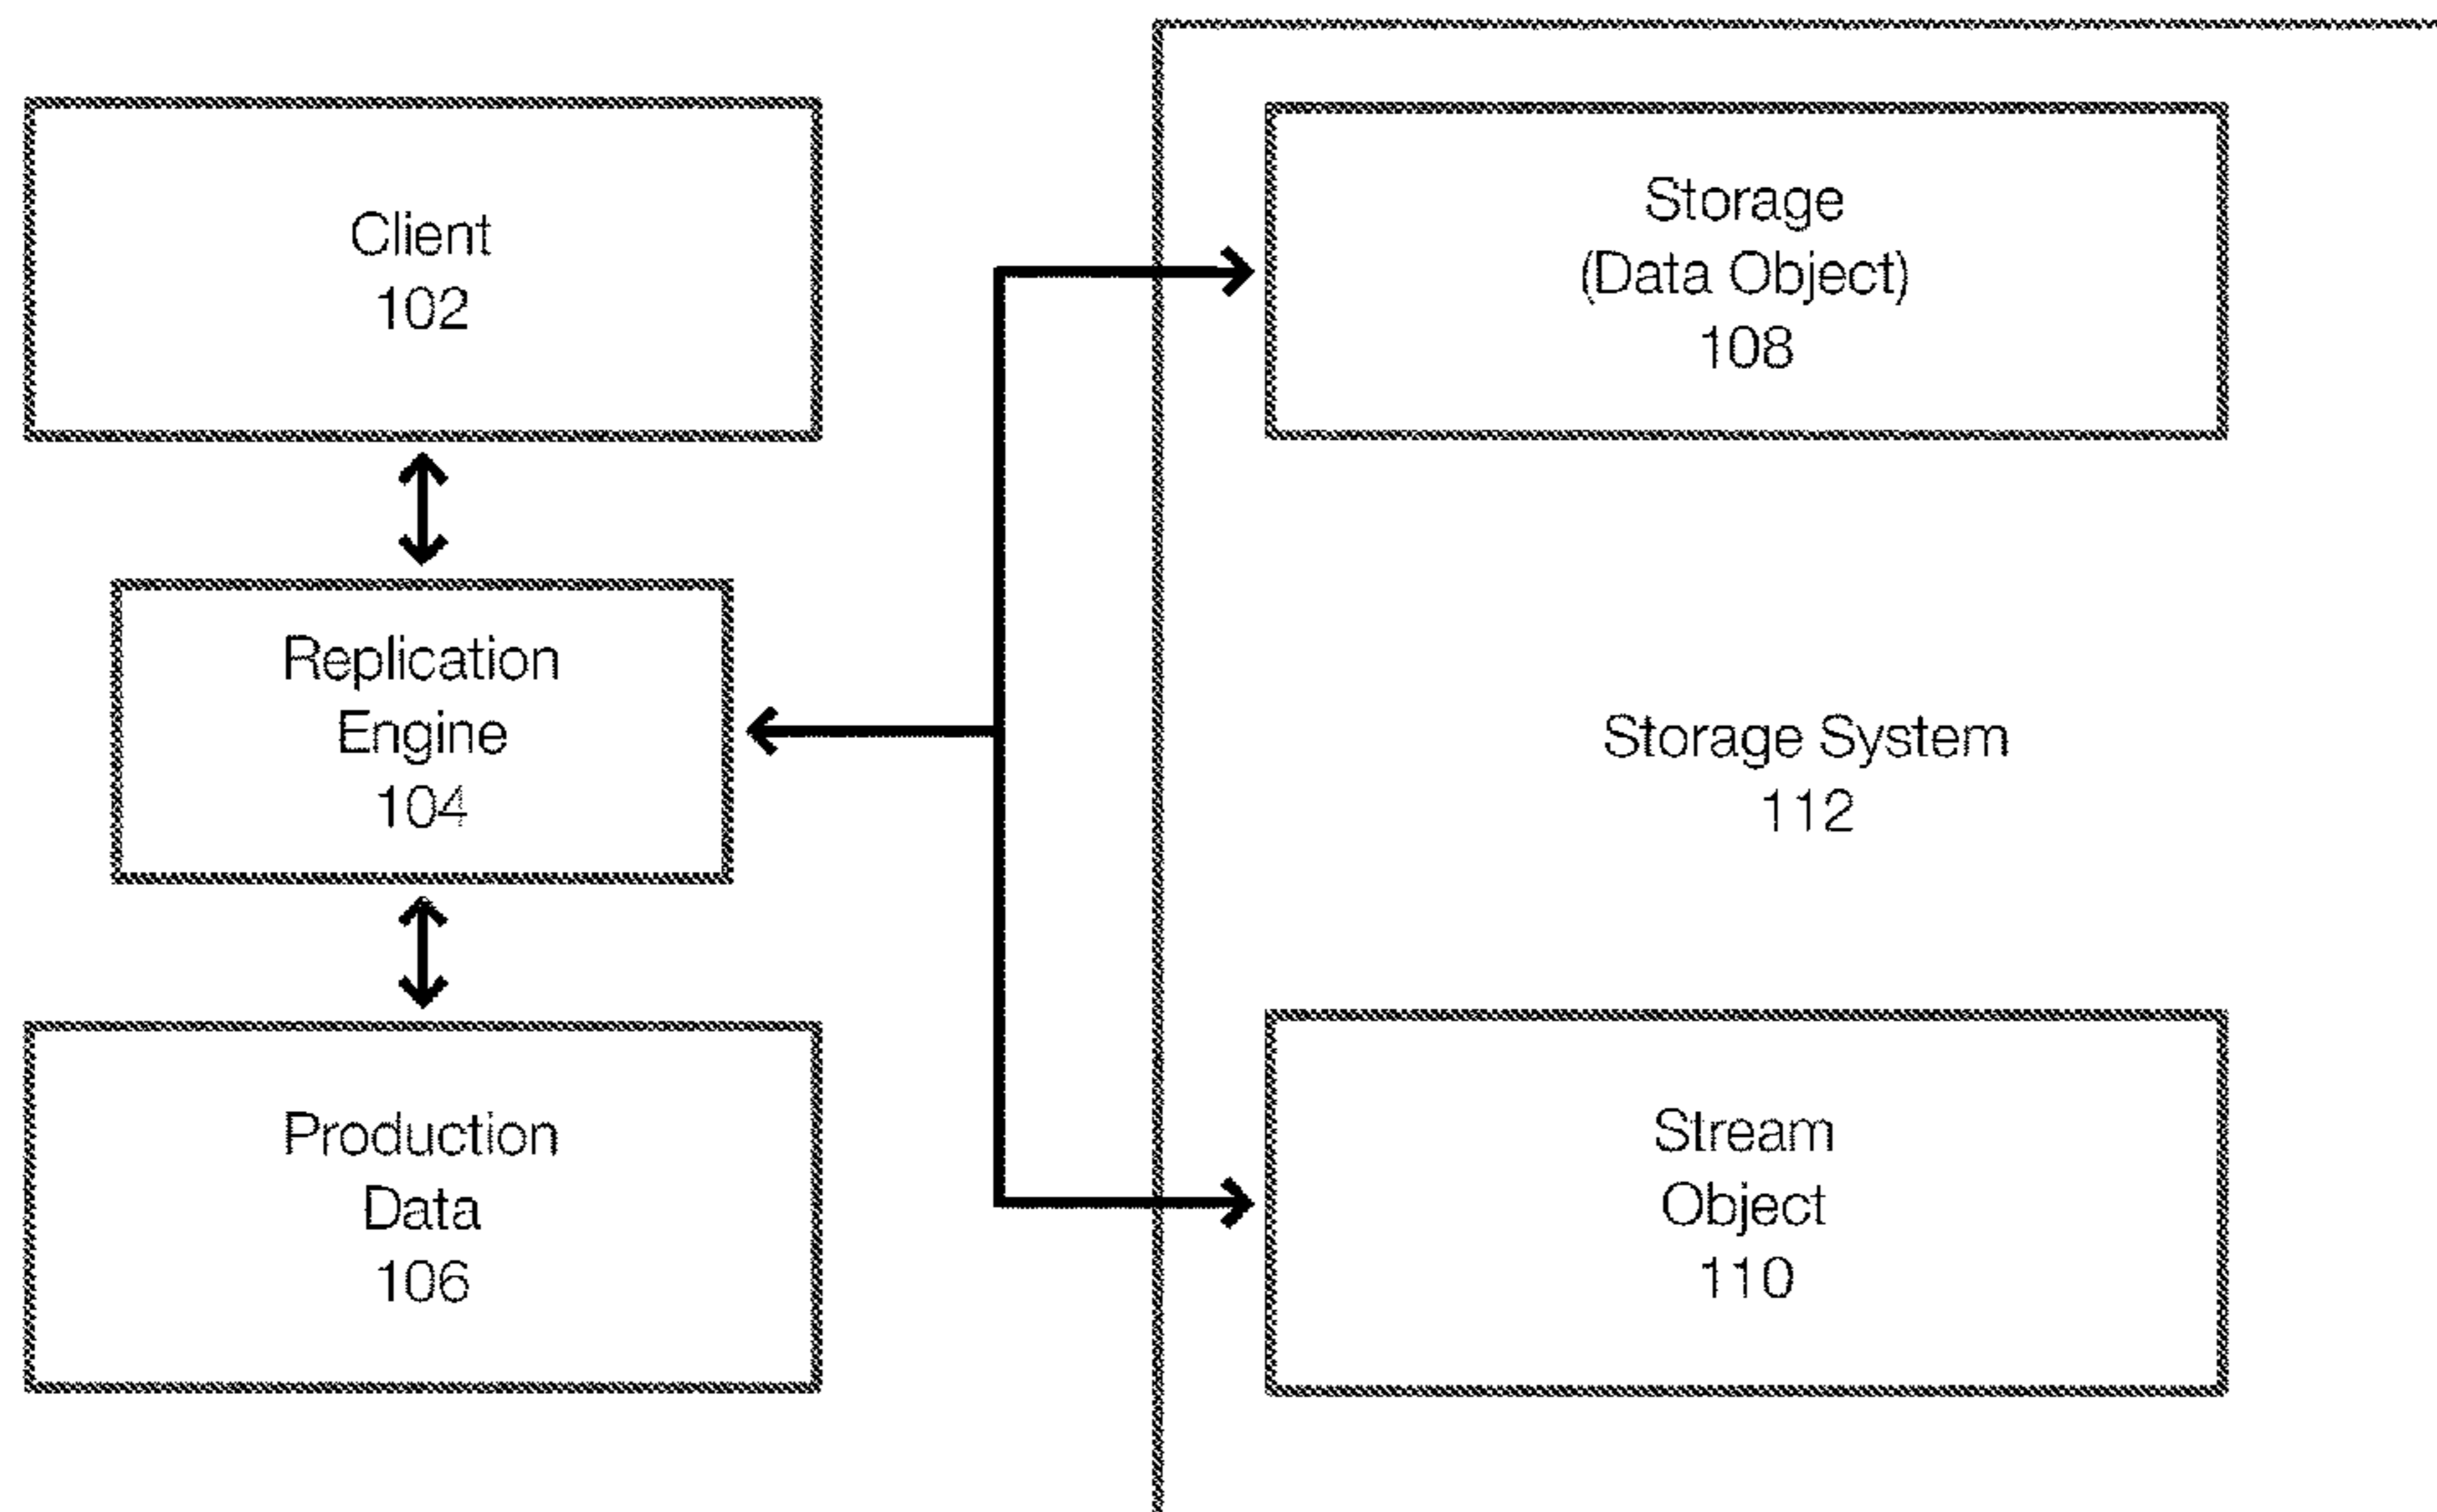 Client
102
Replication
Engine
104
Production
Data
106
Storage
(Data Object)
108
Storage System
112
Stream
Object
110